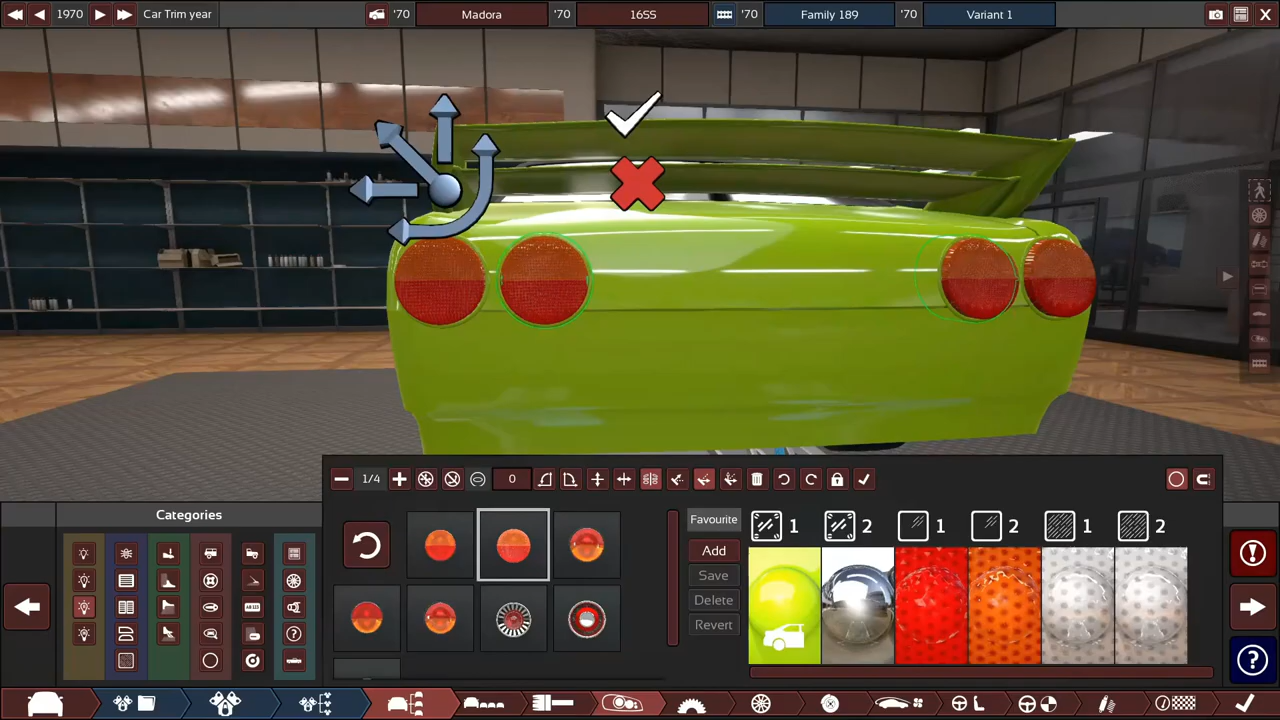 1970 Car Trim year '70 Madora '70 16SS '70 Family 189 '70 Variant 1
1/4 0
Categories
Favourite
Add
Save
Delete
Revert
1 2 1 2 1 2